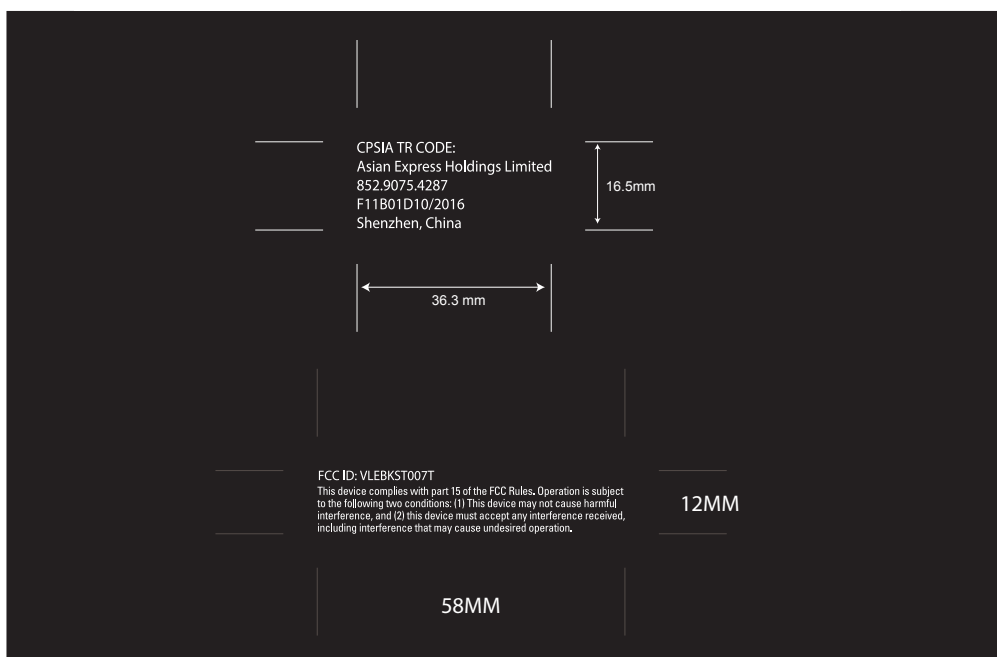 CPSIA TR CODE:
Asian Express Holdings Limited
852.9075.4287
F11B01D10/2016
Shenzhen, China
16.5mm
36.3 mm
FCC ID: VLEBKST007T
This device complies with part 15 of the FCC Rules. Operation is subject
to the following two conditions: (1) This device may not cause harmful
interference, and (2) this device must accept any interference received,
including interference that may cause undesired operation.
12MM
58MM